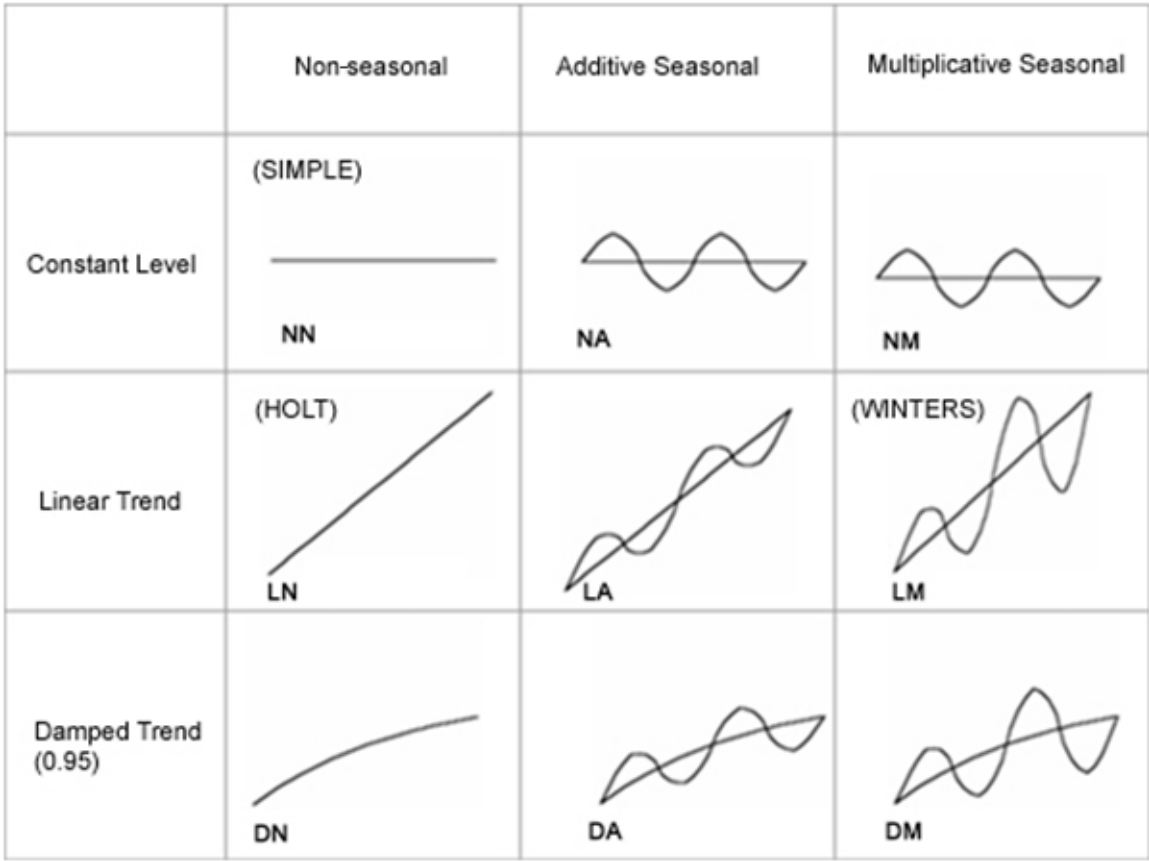 Non-seasonal
Additive Seasonal
Multiplicative Seasonal
Constant Level
(SIMPLE)
NN
NA
NM
Linear Trend
(HOLT)
LN
LA
(WINTERS)
LM
Damped Trend
(0.95)
DN
DA
DM